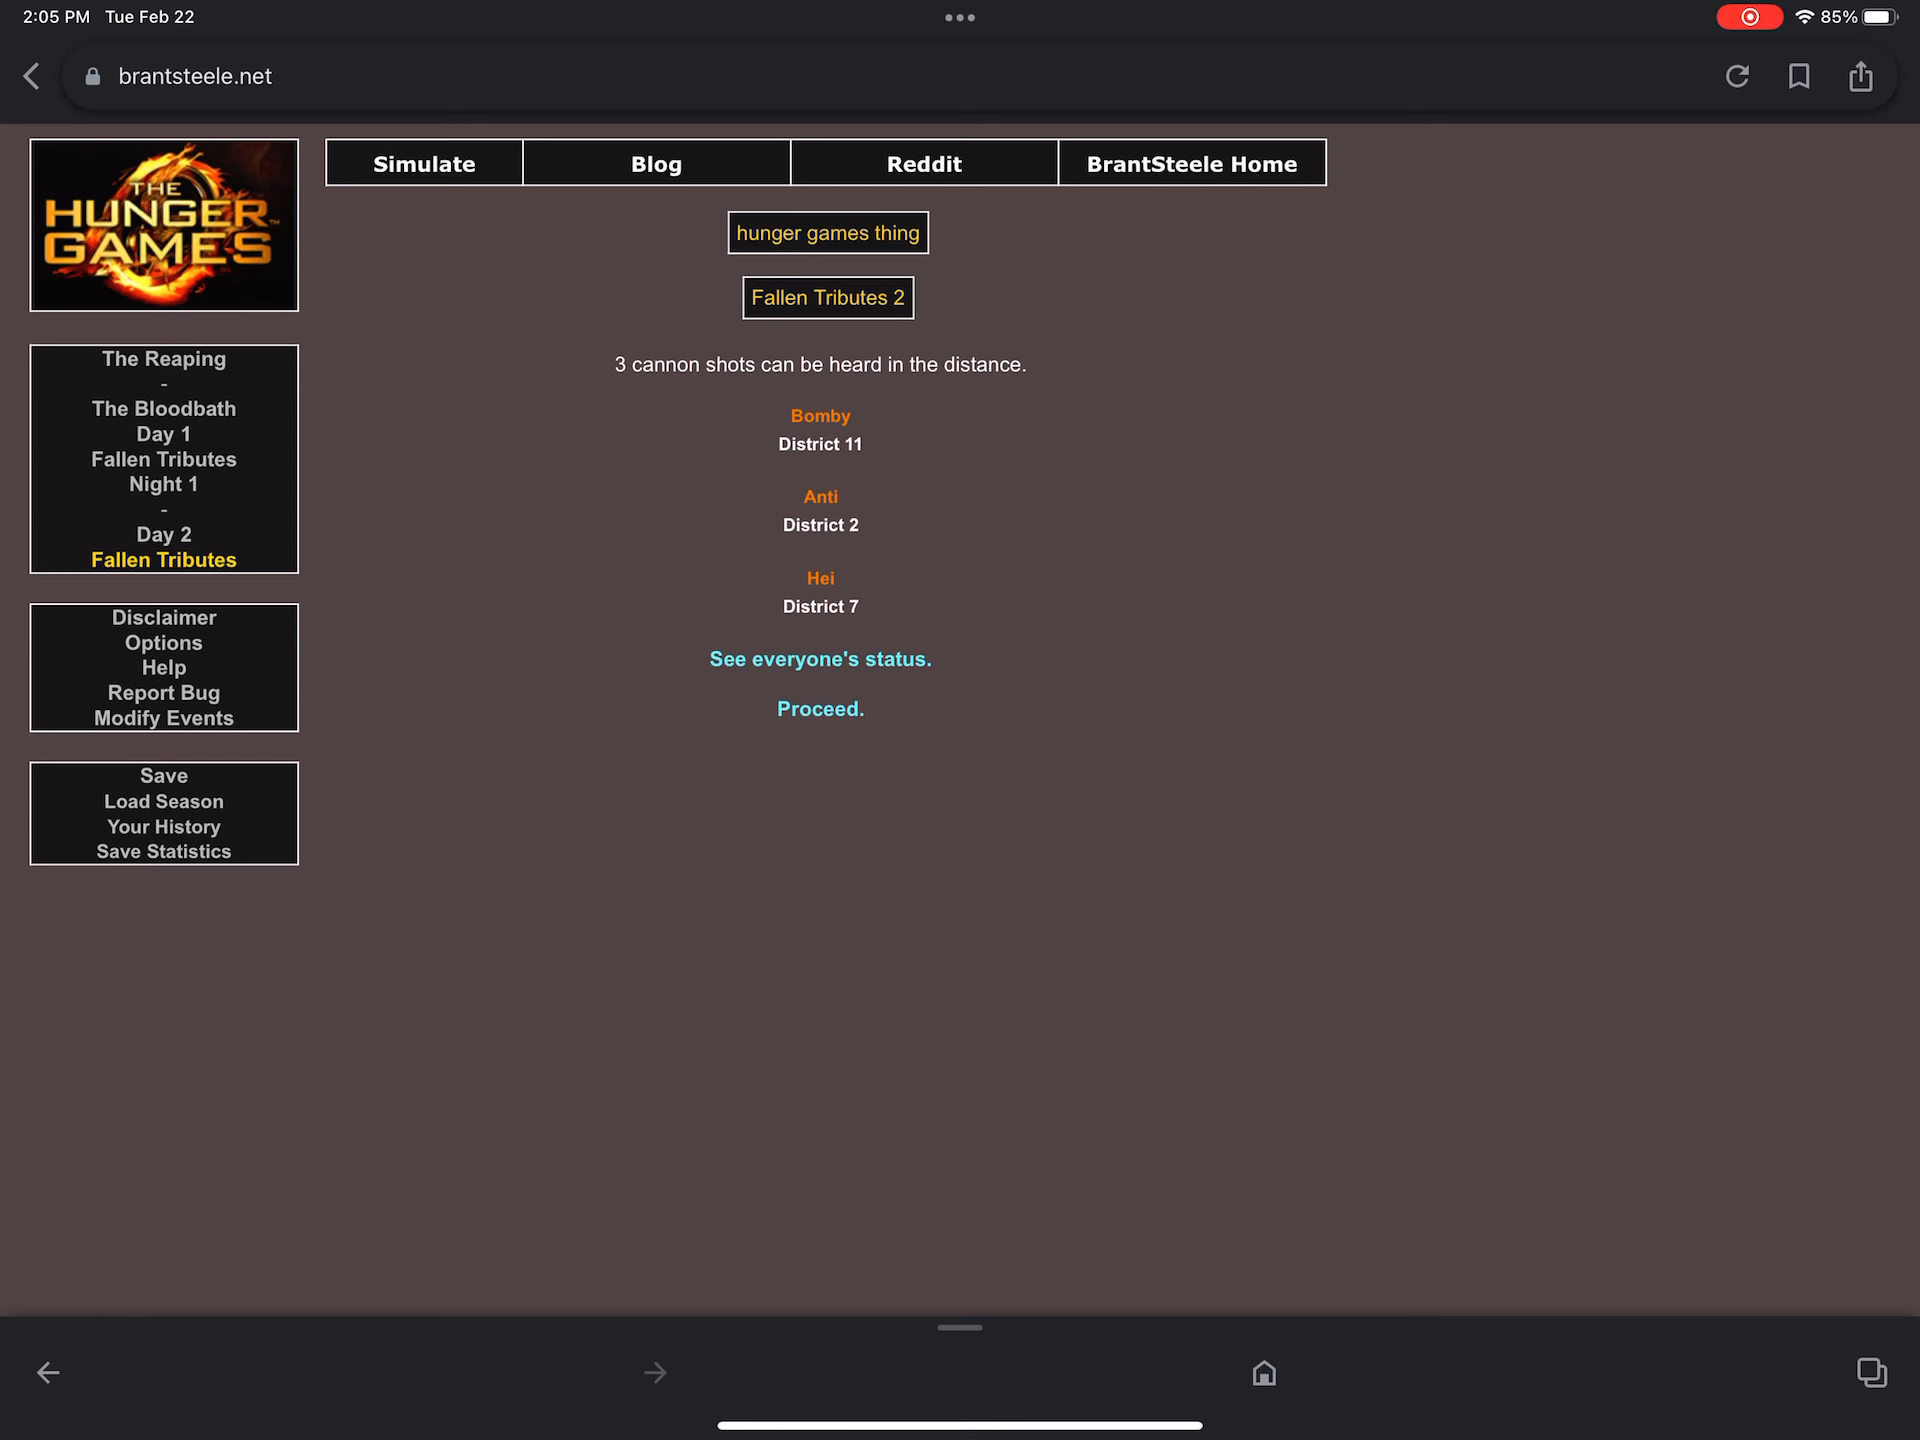 2:05 PM Tue Feb 22
85%
brantsteele.net
THE
HUNGER
GAMES
Simulate
Blog
Reddit
BrantSteele Home
hunger games thing
Fallen Tributes 2
3 cannon shots can be heard in the distance.
Bomby
District 11
Anti
District 2
Hei
District 7
See everyone's status.
Proceed.
The Reaping
-
The Bloodbath
Day 1
Fallen Tributes
Night 1
-
Day 2
Fallen Tributes
Disclaimer
Options
Help
Report Bug
Modify Events
Save
Load Season
Your History
Save Statistics